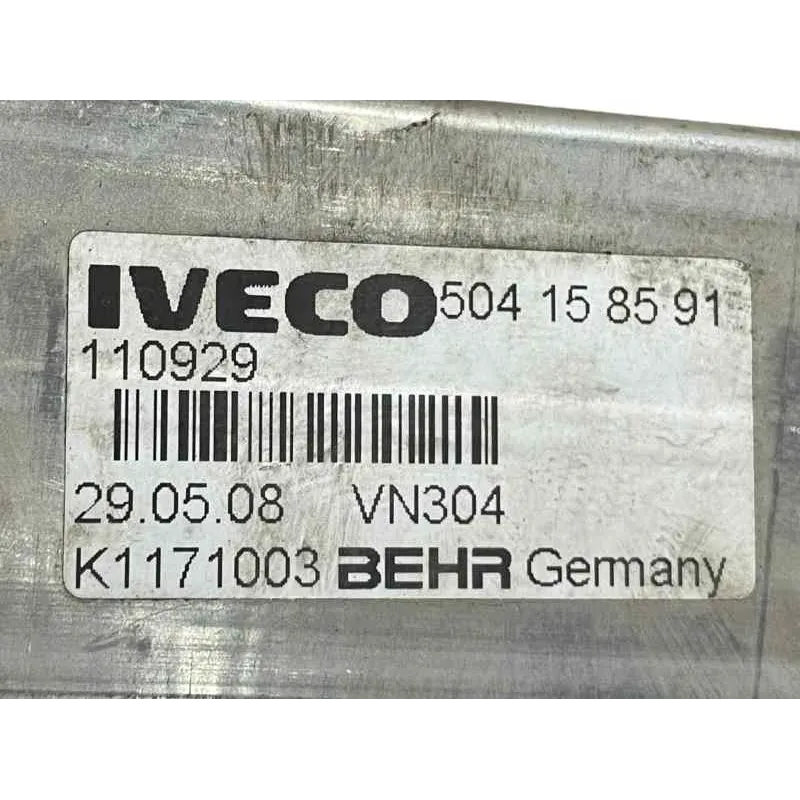 IVECO 504 15 85 91
110929
29.05.08 VN304
K1171003 BEHR Germany